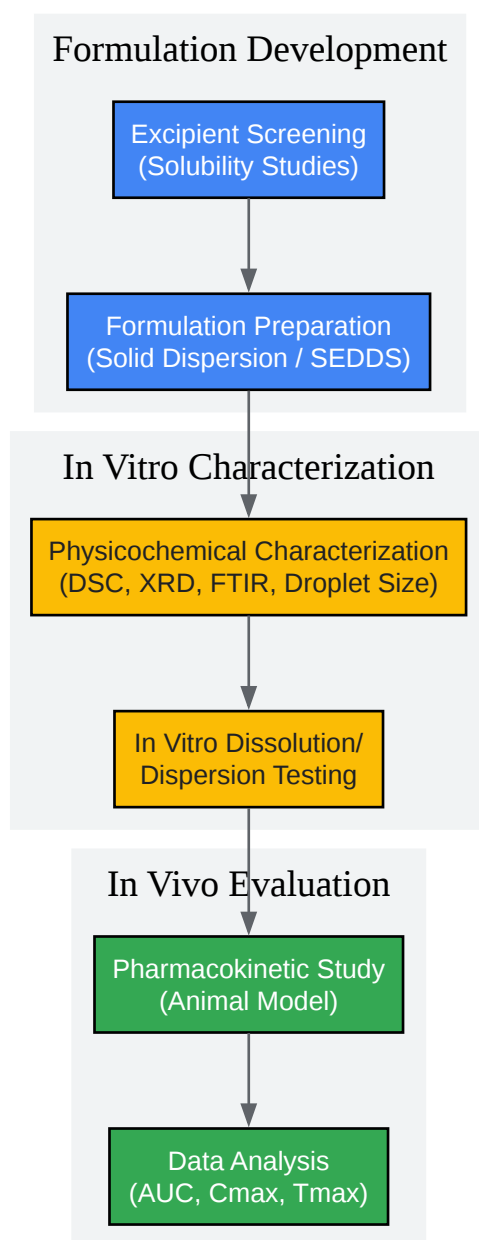 Formulation Development
Excipient Screening
(Solubility Studies)
Formulation Preparation
(Solid Dispersion / SEDDS)
In Vitro Characterization
Physicochemical Characterization
(DSC, XRD, FTIR, Droplet Size)
In Vitro Dissolution/
Dispersion Testing
In Vivo Evaluation
Pharmacokinetic Study
(Animal Model)
Data Analysis
(AUC, Cmax, Tmax)